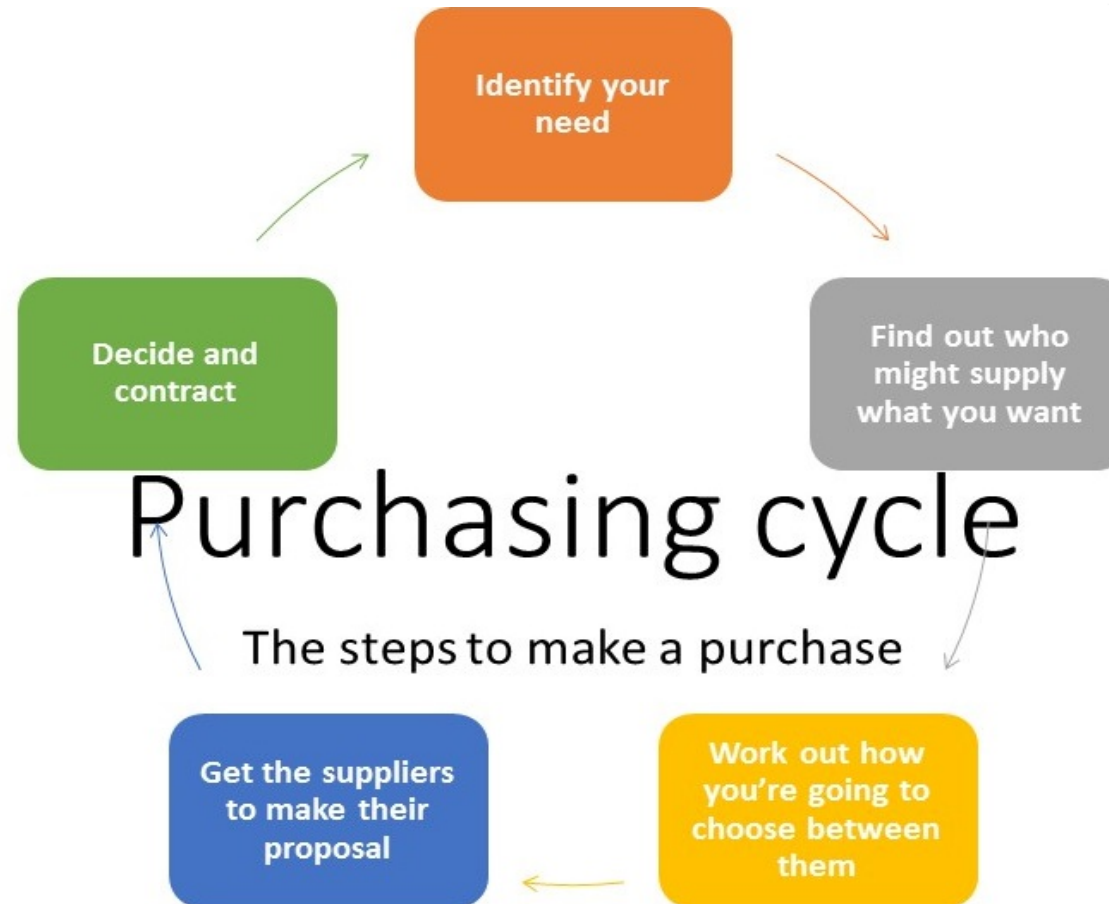 Identify your
need
Find out who
might supply
what you want
Work out how
you’re going to
choose between
them
Get the suppliers
to make their
proposal
Decide and
contract
Purchasing cycle
The steps to make a purchase